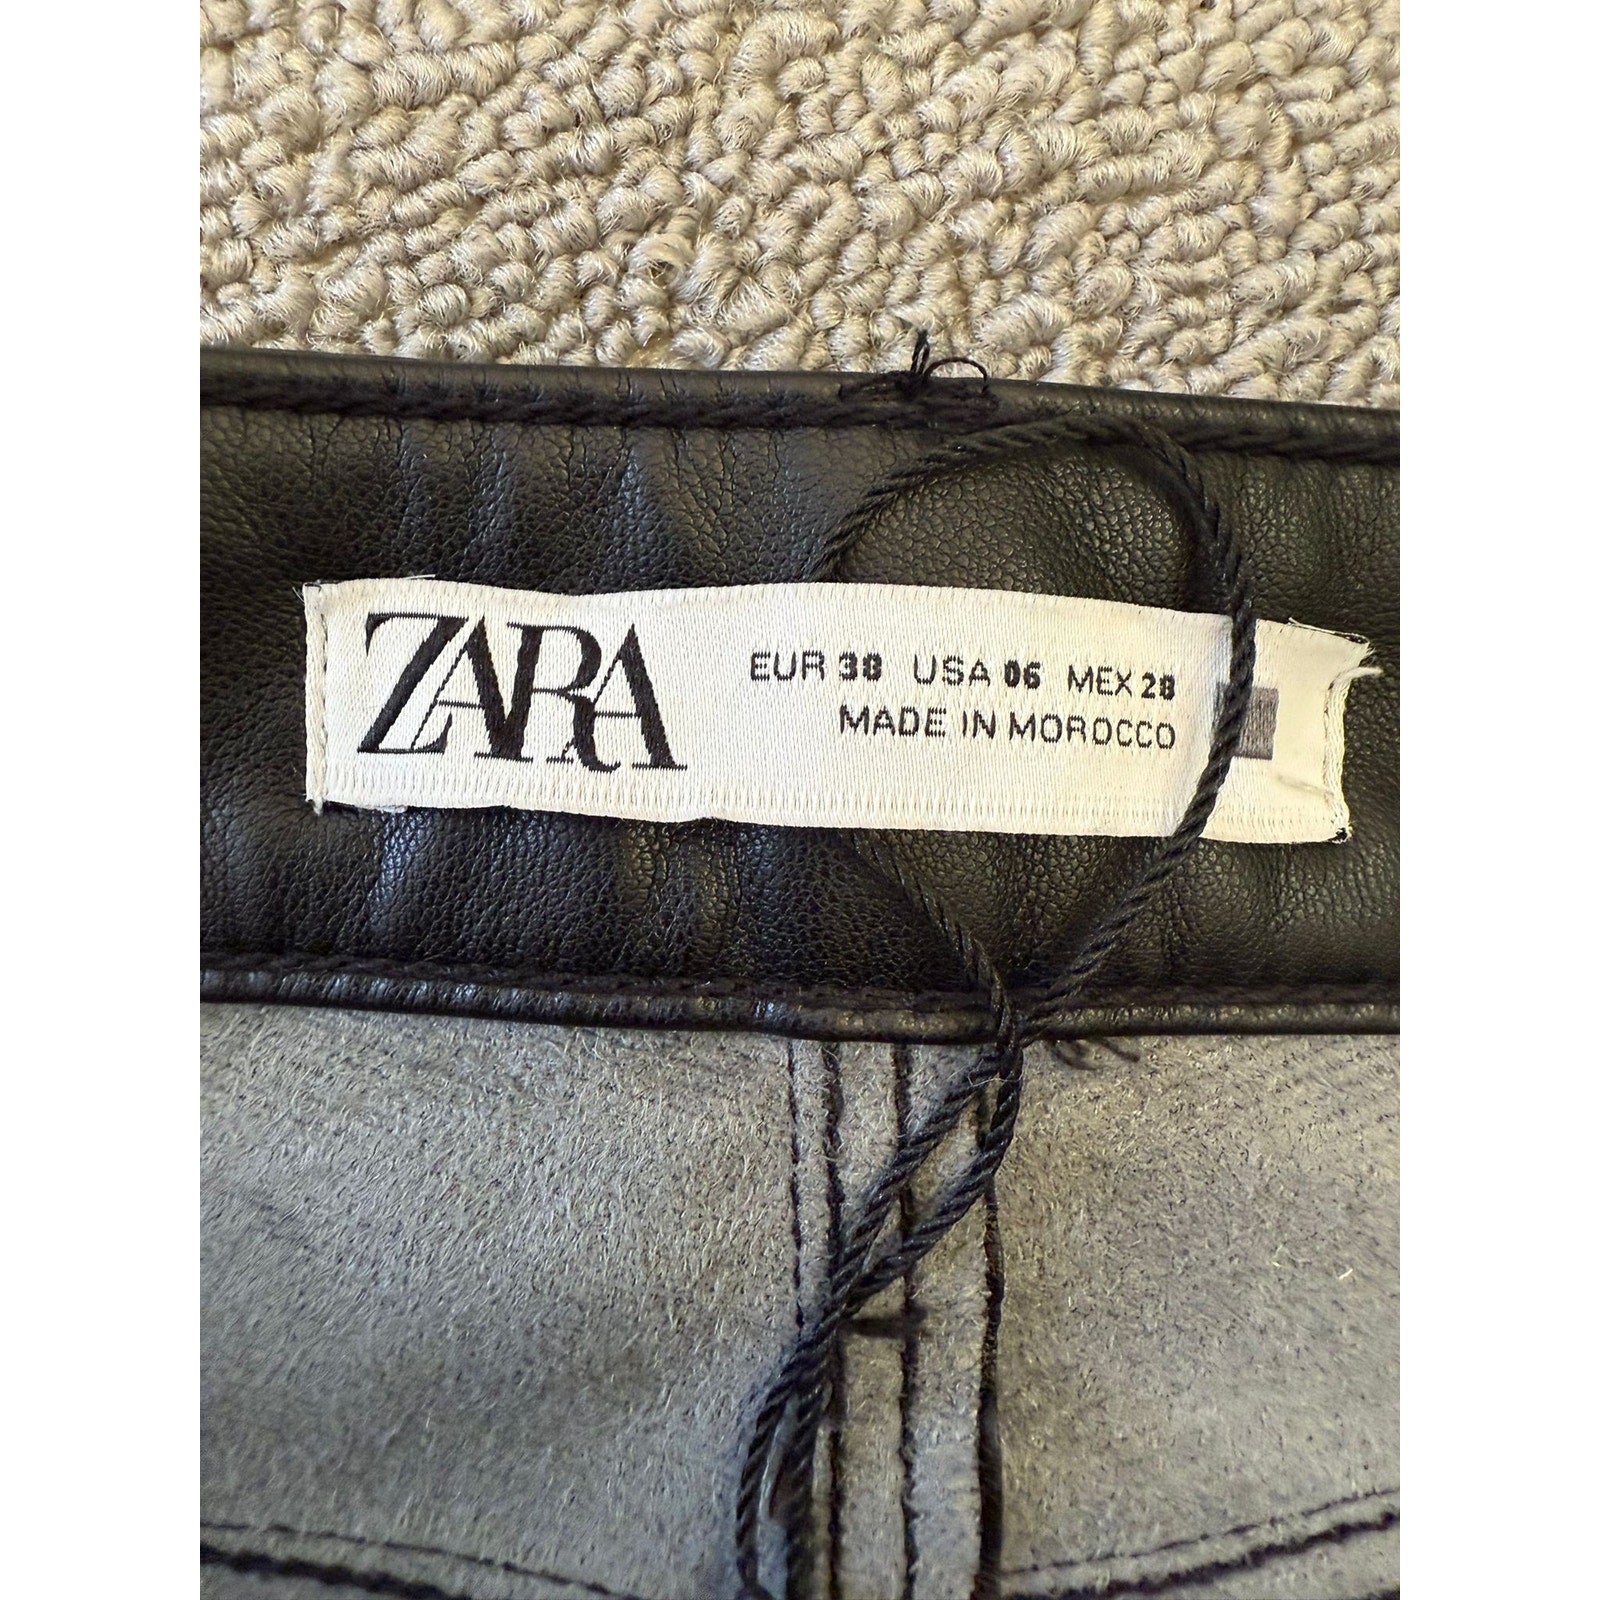 ZARA
EUR 38 USA 06 MEX 28
MADE IN MOROCCO